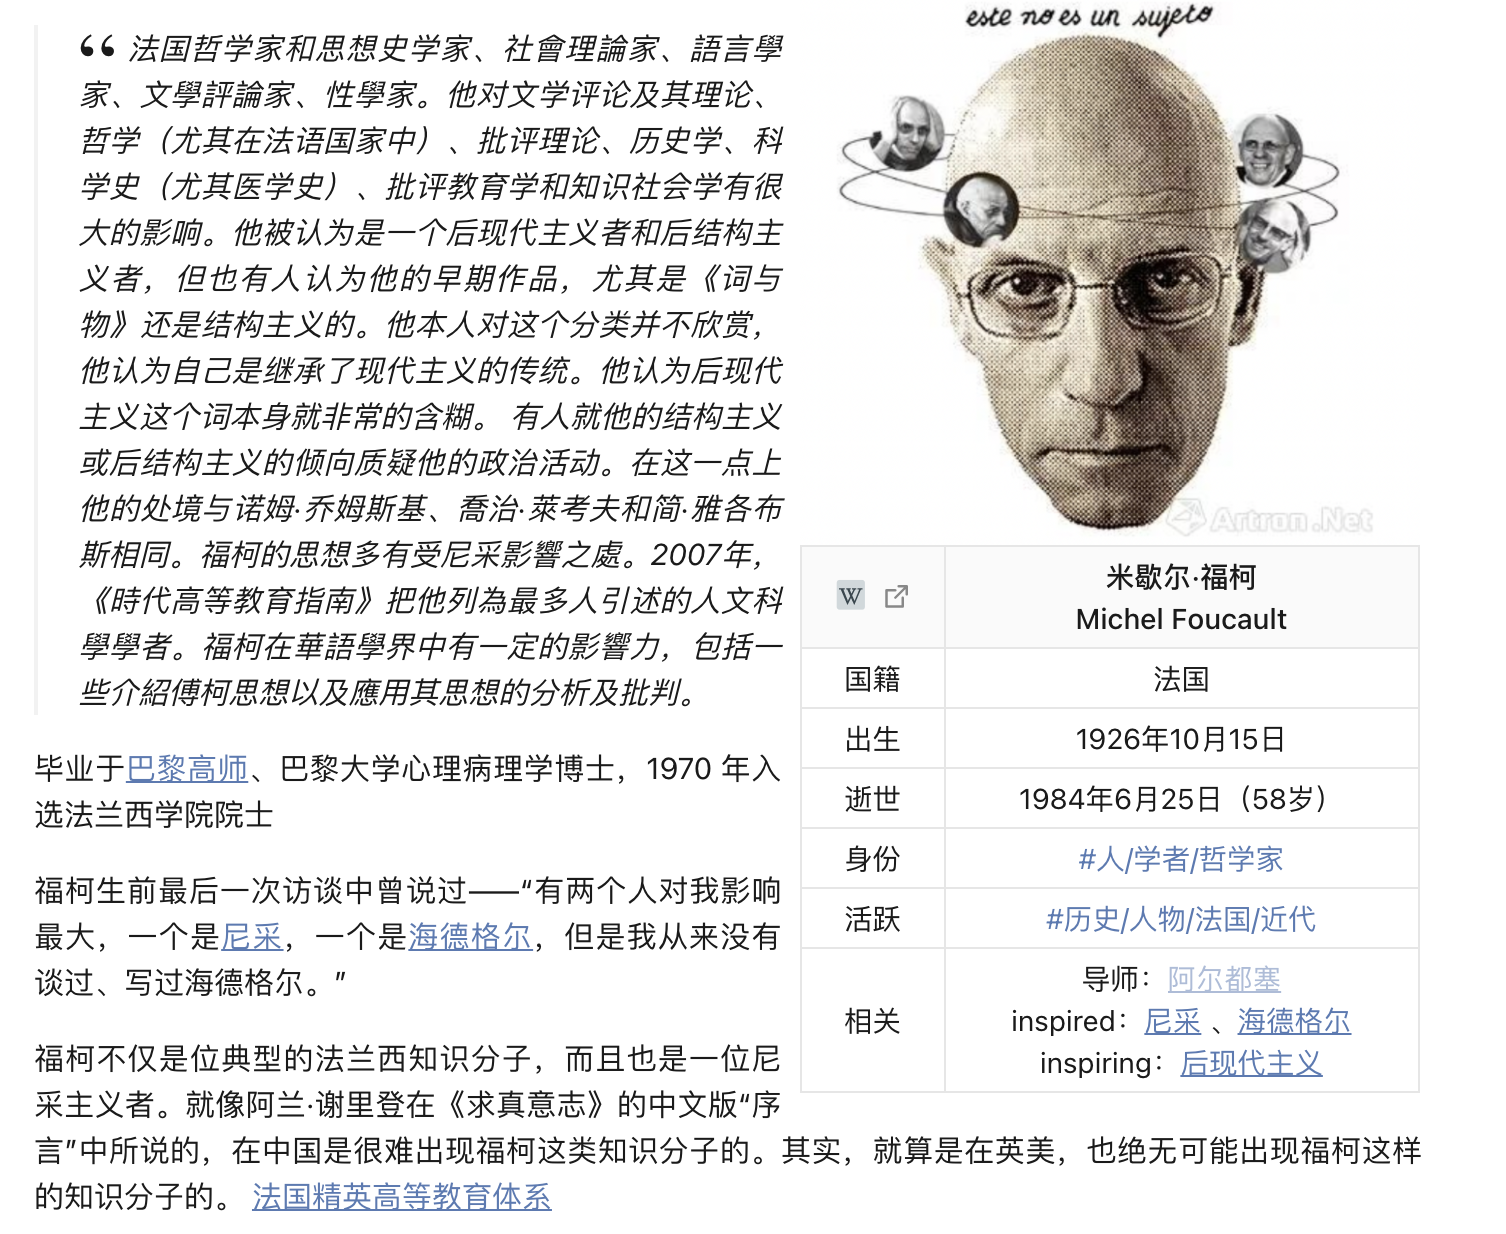 “ 法国哲学家和思想史学家、社會理論家、語言學
家、文學評論家、性學家。他对文学评论及其理论、
哲学（尤其在法语国家中）、批评理论、历史学、科
学史（尤其医学史）、批评教育学和知识社会学有很
大的影响。他被认为是一个后现代主义者和后结构主
义者，但也有人认为他的早期作品，尤其是《词与
物》还是结构主义的。他本人对这个分类并不欣赏，
他认为自己是继承了现代主义的传统。他认为后现代
主义这个词本身就非常的含糊。 有人就他的结构主义
或后结构主义的倾向质疑他的政治活动。在这一点上
他的处境与诺姆·乔姆斯基、喬治·萊考夫和简·雅各布
斯相同。福柯的思想多有受尼采影響之處。2007年，
《時代高等教育指南》把他列為最多人引述的人文科
學學者。福柯在華語學界中有一定的影響力，包括一
些介紹傅柯思想以及應用其思想的分析及批判。
毕业于巴黎高师、巴黎大学心理病理学博士，1970 年入
选法兰西学院院士
福柯生前最后一次访谈中曾说过——“有两个人对我影响
最大，一个是尼采，一个是海德格尔，但是我从来没有
谈过、写过海德格尔。”
福柯不仅是位典型的法兰西知识分子，而且也是一位尼
采主义者。就像阿兰·谢里登在《求真意志》的中文版“序
言”中所说的，在中国是很难出现福柯这类知识分子的。其实，就算是在英美，也绝无可能出现福柯这样
的知识分子的。 法国精英高等教育体系
este no es un sujeto
Artron.Net
W
米歇尔·福柯
Michel Foucault
国籍 法国
出生 1926年10月15日
逝世 1984年6月25日（58岁）
身份 #人/学者/哲学家
活跃 #历史/人物/法国/近代
相关
导师：阿尔都塞
inspired：尼采 、海德格尔
inspiring：后现代主义